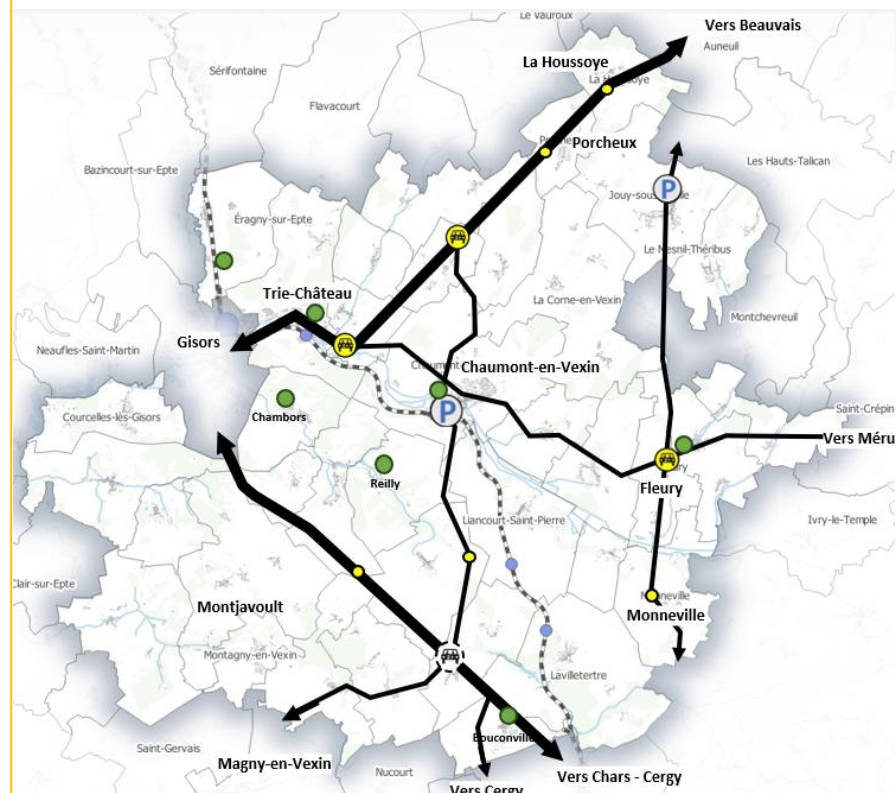 Le Vauroux
Vers Beauvais
Auneuil
La Houssoye
Sérifontaine
Flavacourt
Porcheux
Les Hauts-Talican
Bazincourt-sur-Epte
P
Éragny-sur-Epte
Le Mesnil-Théribus
Trie-Château
La Corne-en-Vexin
Montchevreuil
Gisors
Neaufles-Saint-Martin
Chaumont-en-Vexin
Chambors
P
Courcelles-lès-Gisors
Saint-Crépin
Vers Méru
Reilly
Fleury
Liancourt-Saint-Pierre
Ivry-le-Temple
Clair-sur-Epte
Montjavoult
Monneville
Montagny-en-Vexin
Lavilletertre
Bouconville
Saint-Gervais
Magny-en-Vexin
Nucourt
Vers Chars - Cergy
Vers Cergy